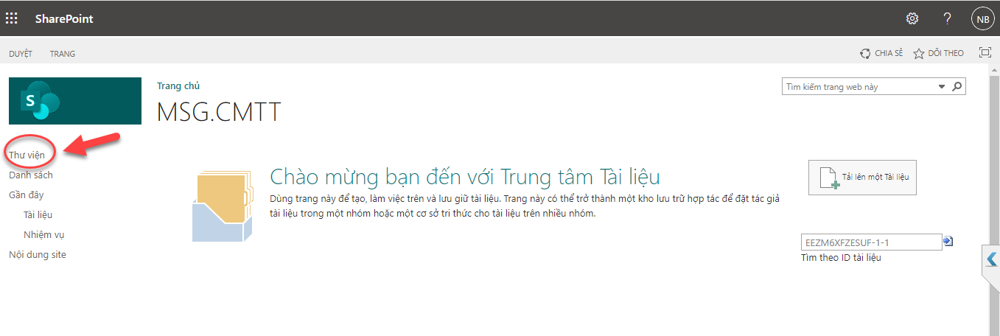 SharePoint
?
NB
DUYỆT
TRANG
CHIA SẺ
DÕI THEO
S
Trang chủ
MSG.CMTT
Tìm kiếm trang web này
Thư viện
Danh sách
Gần đây
Tài liệu
Nhiệm vụ
Nội dung site
Chào mừng bạn đến với Trung tâm Tài liệu
Dùng trang này để tạo, làm việc trên và lưu giữ tài liệu. Trang này có thể trở thành một kho lưu trữ hợp tác để đặt tác giả
tài liệu trong một nhóm hoặc một cơ sở tri thức cho tài liệu trên nhiều nhóm.
Tải lên một Tài liệu
EEZM6XFZESUF-1-1
Tìm theo ID tài liệu